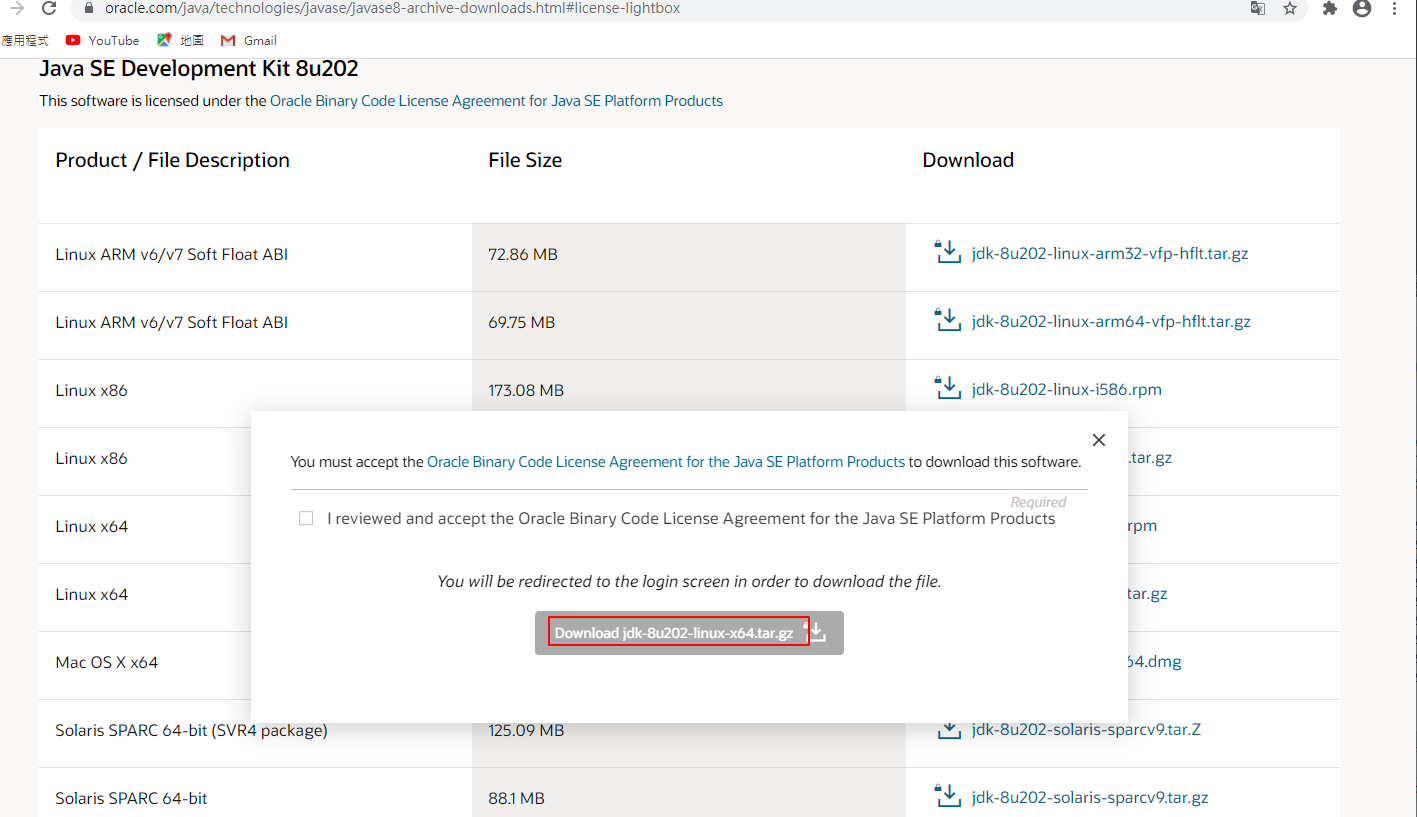 oracle.com/java/technologies/javase/javase8-archive-downloads.html#license-lightbox
應用程式 YouTube 地圖 Gmail
Java SE Development Kit 8u202
This software is licensed under the Oracle Binary Code License Agreement for Java SE Platform Products
Product / File Description File Size Download
Linux ARM v6/v7 Soft Float ABI 72.86 MB jdk-8u202-linux-arm32-vfp-hflt.tar.gz
Linux ARM v6/v7 Soft Float ABI 69.75 MB jdk-8u202-linux-arm64-vfp-hflt.tar.gz
Linux x86 173.08 MB jdk-8u202-linux-i586.rpm
Linux x86 .tar.gz
You must accept the Oracle Binary Code License Agreement for the Java SE Platform Products to download this software.
Required
I reviewed and accept the Oracle Binary Code License Agreement for the Java SE Platform Products
Linux x64 rpm
You will be redirected to the login screen in order to download the file.
Linux x64 tar.gz
Download jdk-8u202-linux-x64.tar.gz
Mac OS X x64 64.dmg
Solaris SPARC 64-bit (SVR4 package) 125.09 MB jdk-8u202-solaris-sparcv9.tar.Z
Solaris SPARC 64-bit 88.1 MB jdk-8u202-solaris-sparcv9.tar.gz